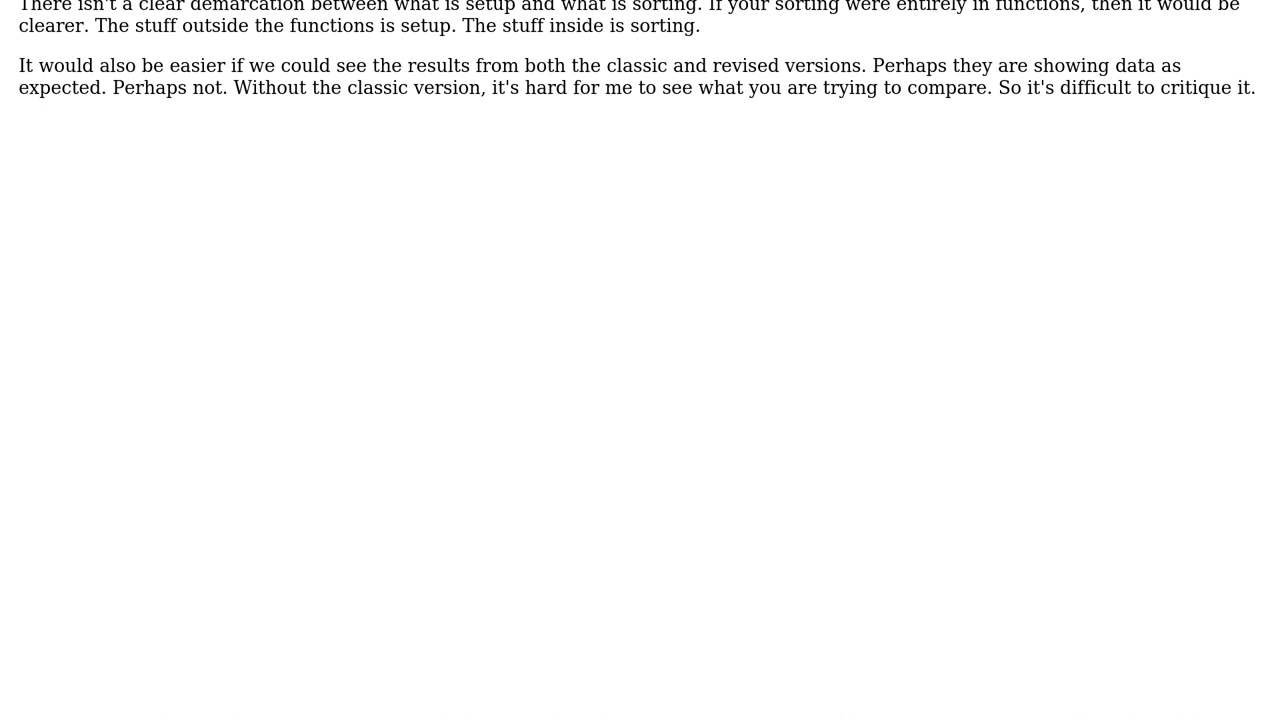 There isn't a clear demarcation between what is setup and what is sorting. If your sorting were entirely in functions, then it would be
clearer. The stuff outside the functions is setup. The stuff inside is sorting.
It would also be easier if we could see the results from both the classic and revised versions. Perhaps they are showing data as
expected. Perhaps not. Without the classic version, it's hard for me to see what you are trying to compare. So it's difficult to critique it.